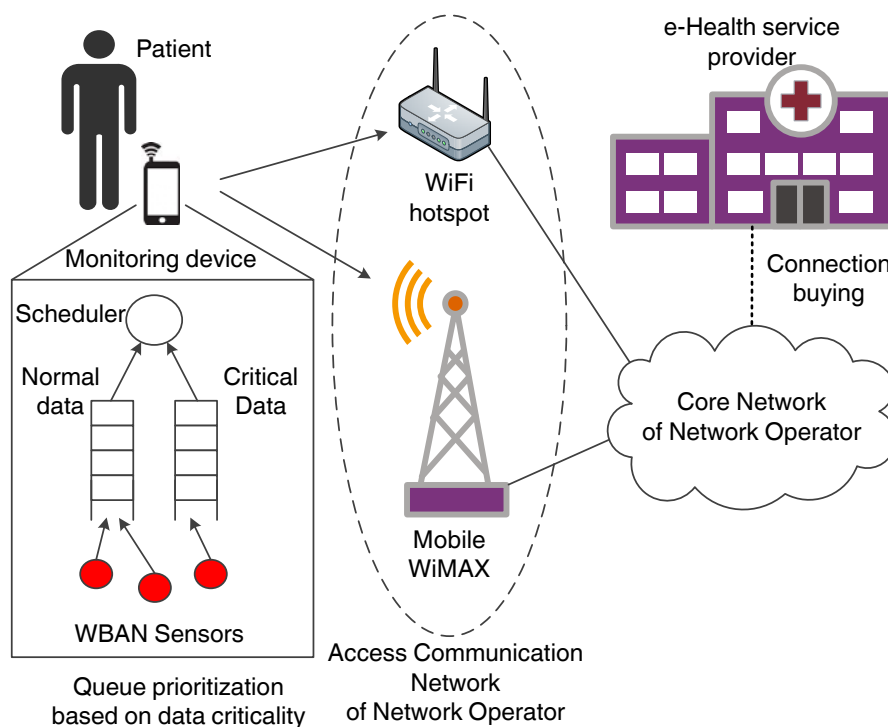 Patient
e-Health service
provider
WiFi
hotspot
Monitoring device
Connection
buying
Scheduler
Normal
data
Critical
Data
Core Network
of Network Operator
Mobile
WiMAX
WBAN Sensors
Access Communication
Network
of Network Operator
Queue prioritization
based on data criticality